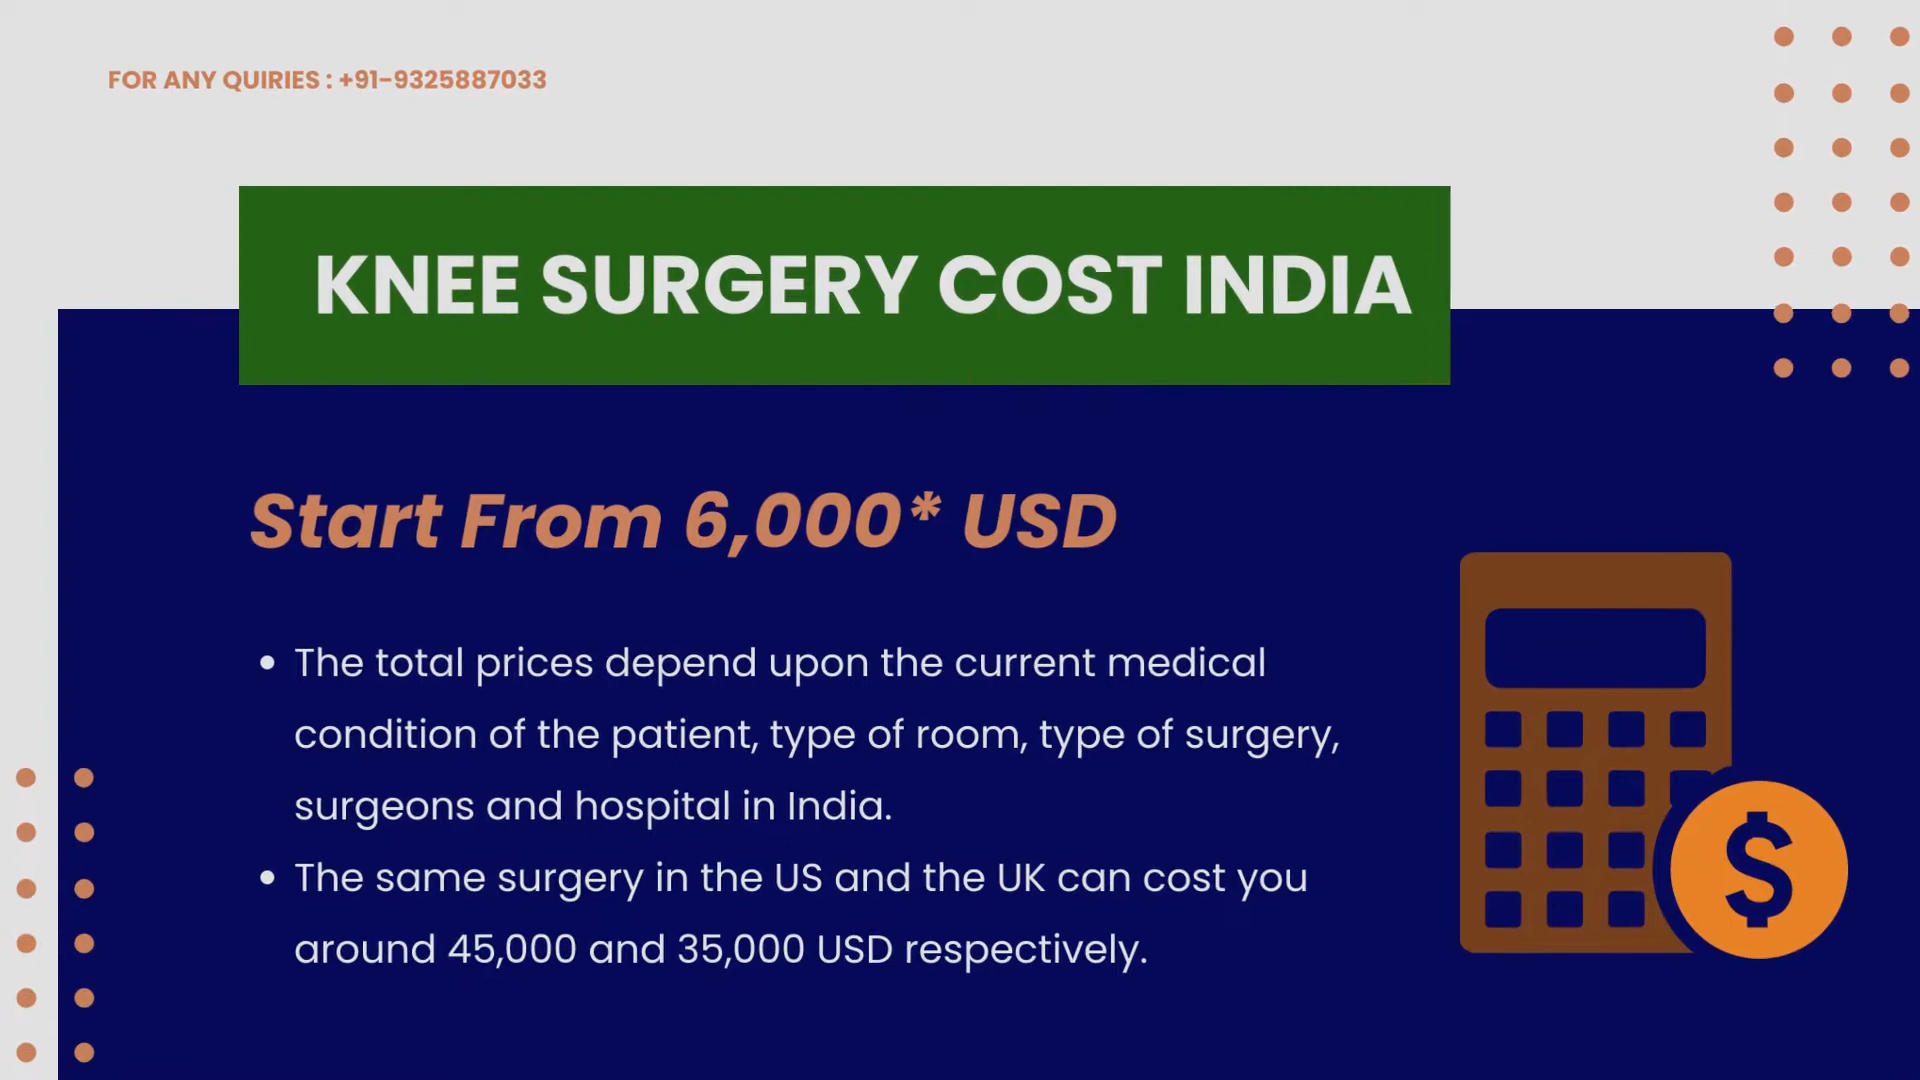 FOR ANY QUIRIES : +91-9325887033
KNEE SURGERY COST INDIA
Start From 6,000* USD
• The total prices depend upon the current medical
condition of the patient, type of room, type of surgery,
surgeons and hospital in India.
• The same surgery in the US and the UK can cost you
around 45,000 and 35,000 USD respectively.
$